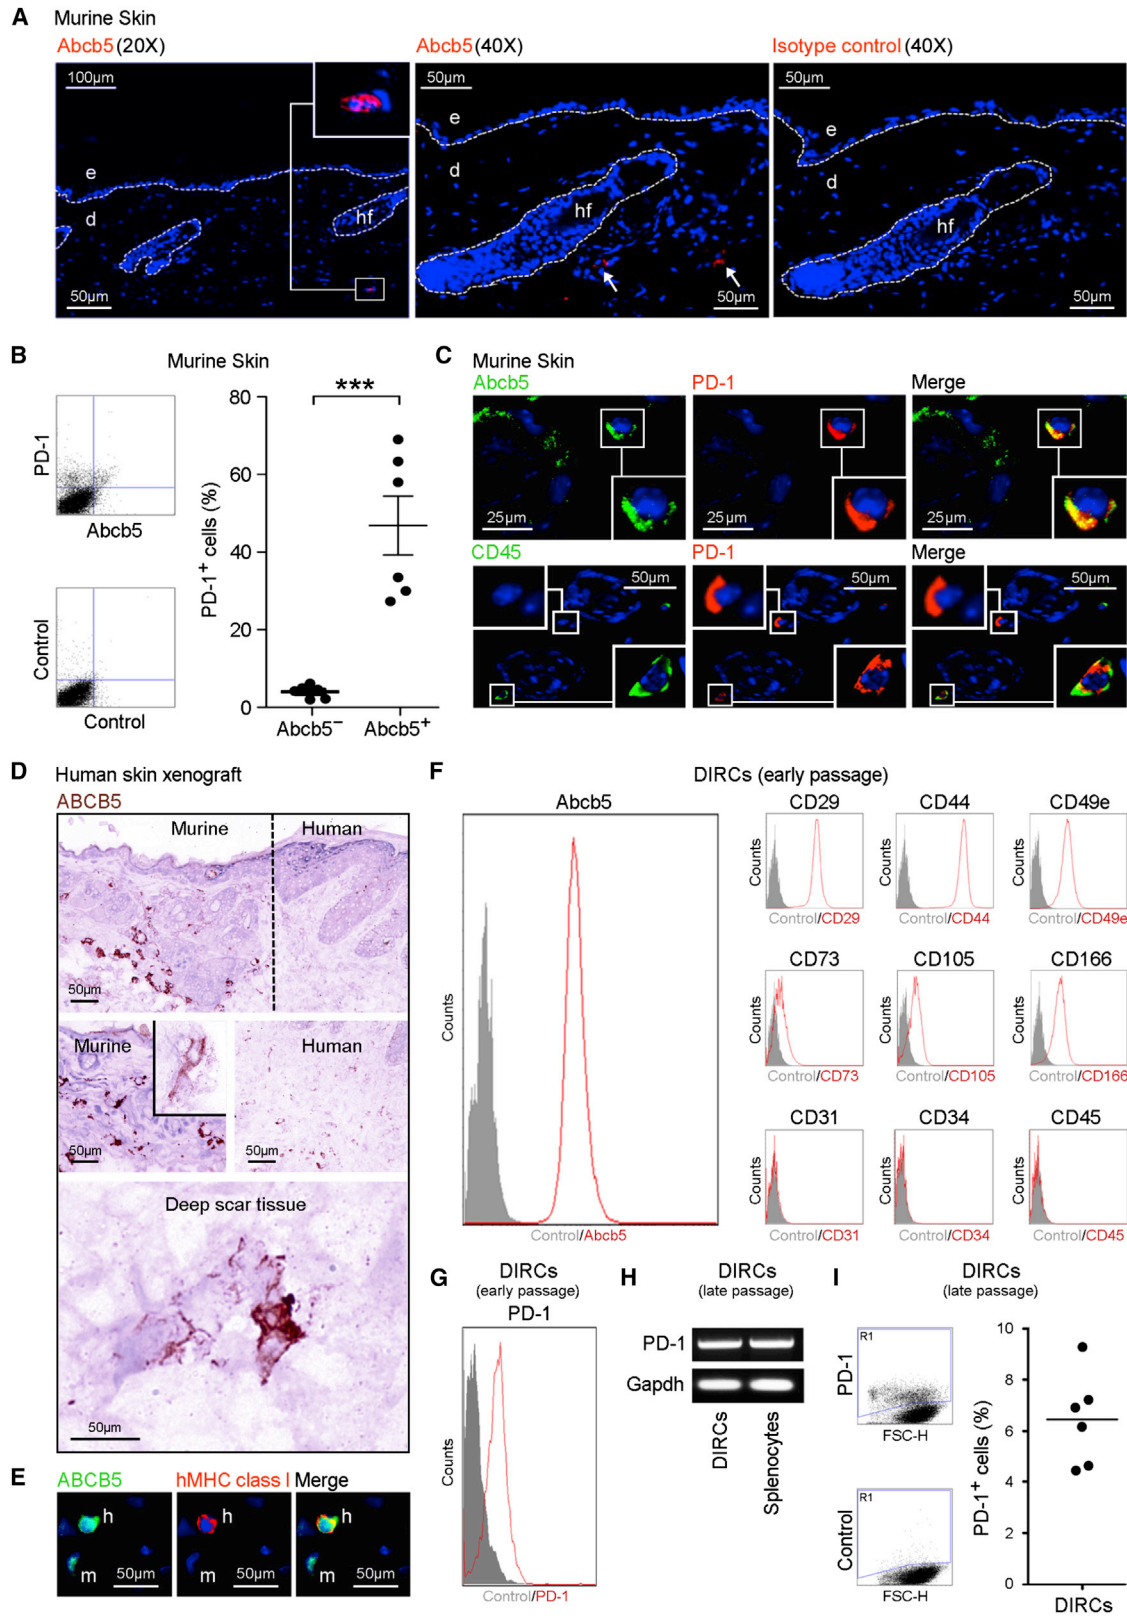 A
Murine Skin
Abcb5 (20X)
Abcb5 (40X)
Isotype control (40X)
100µm
50µm
50µm
e
e
e
d
d
d
hf
hf
hf
50µm
50µm
50µm
B
Murine Skin
PD-1
Abcb5
Control
Control
***
PD-1+ cells (%)
80
60
40
20
0
Abcb5−
Abcb5+
C
Murine Skin
Abcb5
PD-1
Merge
25µm
25µm
25µm
CD45
PD-1
Merge
50µm
50µm
50µm
D
Human skin xenograft
ABCB5
Murine
Human
50µm
Murine
Human
50µm
50µm
Deep scar tissue
50µm
E
ABCB5
hMHC class I
Merge
h
h
h
m
m
m
50µm
50µm
50µm
F
DIRCs (early passage)
Abcb5
Counts
Control/Abcb5
CD29
CD44
CD49e
Counts
Counts
Counts
Control/CD29
Control/CD44
Control/CD49e
CD73
CD105
CD166
Counts
Counts
Counts
Control/CD73
Control/CD105
Control/CD166
CD31
CD34
CD45
Counts
Counts
Counts
Control/CD31
Control/CD34
Control/CD45
G
DIRCs
(early passage)
PD-1
Counts
Control/PD-1
H
DIRCs
(late passage)
PD-1
Gapdh
DIRCs
Splenocytes
I
DIRCs
(late passage)
R1
PD-1
FSC-H
R1
Control
FSC-H
PD-1+ cells (%)
10
8
6
4
2
0
DIRCs